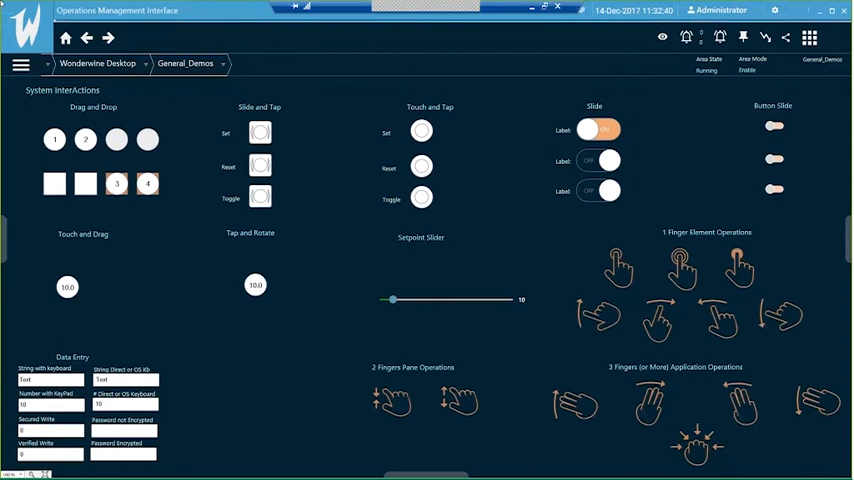 Operations Management Interface
14-Dec-2017 11:32:40
Administrator
0
0
Wonderwine Desktop
General_Demos
Area State
Running
Area Mode
Enable
General_Demos
System InterActions
Drag and Drop
Slide and Tap
Touch and Tap
Slide
Button Slide
1
2
3
4
Set
Reset
Toggle
Set
Reset
Toggle
Label:
ON
Label:
OFF
Label:
OFF
Touch and Drag
Tap and Rotate
Setpoint Slider
1 Finger Element Operations
10.0
10.0
10
Data Entry
String with keyboard
String Direct or OS Kb
Text
Text
Number with KeyPad
# Direct or OS Keyboard
10
10
Secured Write
Password not Encrypted
0
Verified Write
Password Encrypted
0
2 Fingers Pane Operations
3 Fingers (or More) Application Operations
100 %